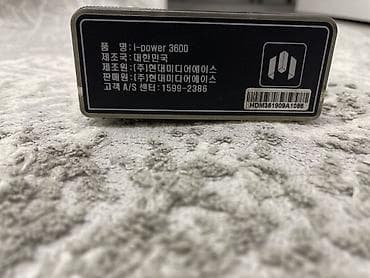 품 명 : i-power 3600
제조국: 대한민국
제조원: (주)현대미디어에이스
판매원: (주)현대미디어에이스
고객 A/S 센터: 1599-2386
HDM361909A1086